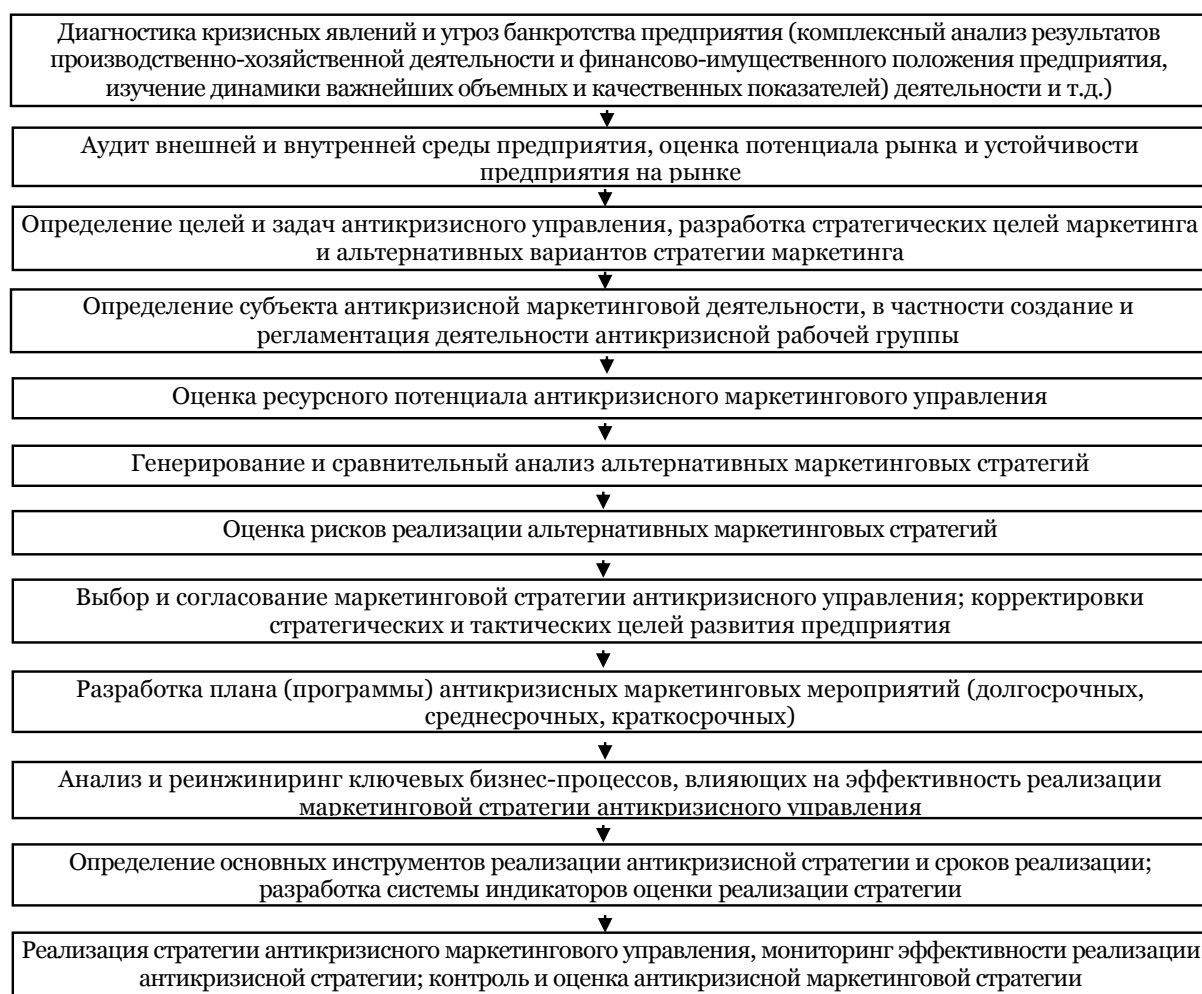 Диагностика кризисных явлений и угроз банкротства предприятия (комплексный анализ результатов
производственно-хозяйственной деятельности и финансово-имущественного положения предприятия,
изучение динамики важнейших объемных и качественных показателей) деятельности и т.д.)
Аудит внешней и внутренней среды предприятия, оценка потенциала рынка и устойчивости
предприятия на рынке
Определение целей и задач антикризисного управления, разработка стратегических целей маркетинга
и альтернативных вариантов стратегии маркетинга
Определение субъекта антикризисной маркетинговой деятельности, в частности создание и
регламентация деятельности антикризисной рабочей группы
Оценка ресурсного потенциала антикризисного маркетингового управления
Генерирование и сравнительный анализ альтернативных маркетинговых стратегий
Оценка рисков реализации альтернативных маркетинговых стратегий
Выбор и согласование маркетинговой стратегии антикризисного управления; корректировки
стратегических и тактических целей развития предприятия
Разработка плана (программы) антикризисных маркетинговых мероприятий (долгосрочных,
среднесрочных, краткосрочных)
Анализ и реинжиниринг ключевых бизнес-процессов, влияющих на эффективность реализации
маркетинговой стратегии антикризисного управления
Определение основных инструментов реализации антикризисной стратегии и сроков реализации;
разработка системы индикаторов оценки реализации стратегии
Реализация стратегии антикризисного маркетингового управления, мониторинг эффективности реализации
антикризисной стратегии; контроль и оценка антикризисной маркетинговой стратегии